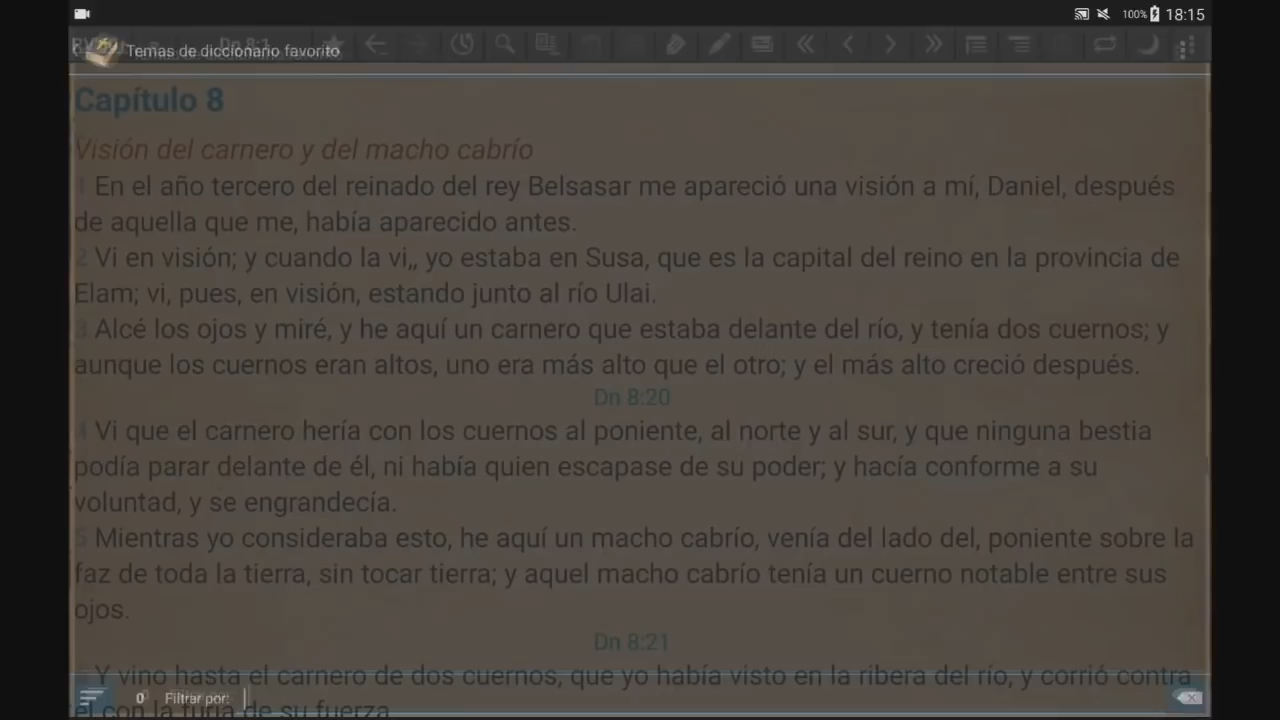 100% 18:15
Temas de diccionario favorito
Dn 8:1
Capítulo 8
Visión del carnero y del macho cabrío
1 En el año tercero del reinado del rey Belsasar me apareció una visión a mí, Daniel, después
de aquella que me, había aparecido antes.
2 Vi en visión; y cuando la vi,, yo estaba en Susa, que es la capital del reino en la provincia de
Elam; vi, pues, en visión, estando junto al río Ulai.
3 Alcé los ojos y miré, y he aquí un carnero que estaba delante del río, y tenía dos cuernos; y
aunque los cuernos eran altos, uno era más alto que el otro; y el más alto creció después.
Dn 8:20
4 Vi que el carnero hería con los cuernos al poniente, al norte y al sur, y que ninguna bestia
podía parar delante de él, ni había quien escapase de su poder; y hacía conforme a su
voluntad, y se engrandecía.
5 Mientras yo consideraba esto, he aquí un macho cabrío, venía del lado del, poniente sobre la
faz de toda la tierra, sin tocar tierra; y aquel macho cabrío tenía un cuerno notable entre sus
ojos.
Dn 8:21
Y vino hasta el carnero de dos cuernos, que yo había visto en la ribera del río, y corrió contra
él con la furia de su fuerza
0 Filtrar por: